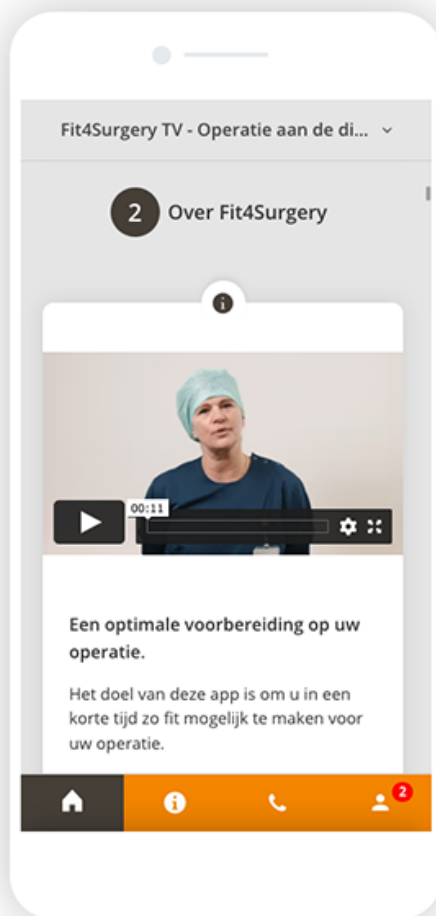 Fit4Surgery TV - Operatie aan de di...
2 Over Fit4Surgery
00:11
Een optimale voorbereiding op uw
operatie.
Het doel van deze app is om u in een
korte tijd zo fit mogelijk te maken voor
uw operatie.
2